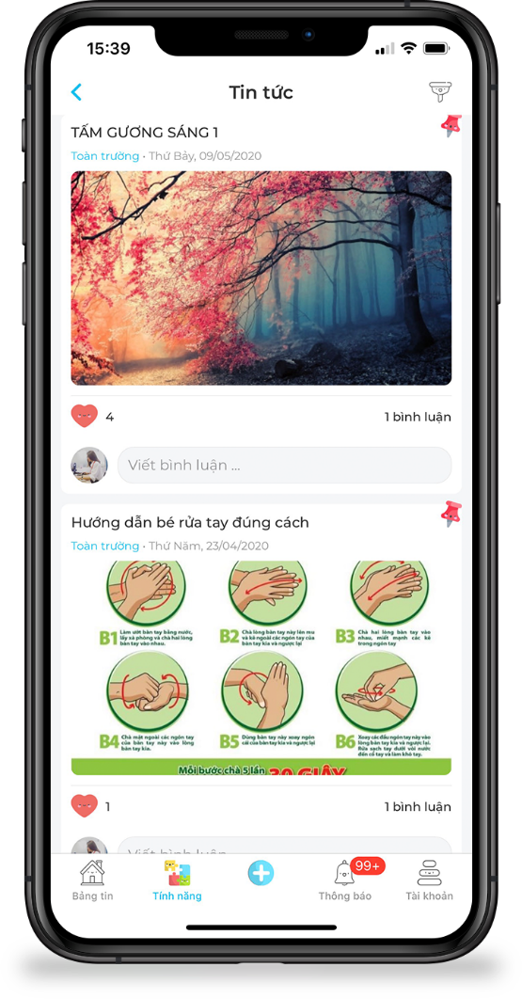 15:39
Tin tức
TẤM GƯƠNG SÁNG 1
Toàn trường • Thứ Bảy, 09/05/2020
4
1 bình luận
Viết bình luận ...
Hướng dẫn bé rửa tay đúng cách
Toàn trường • Thứ Năm, 23/04/2020
B1 Làm ướt bàn tay bằng nước,
lấy xà phòng và chà hai lòng
bàn tay vào nhau.
B2 Chà lòng bàn tay này lên mu
và kẽ ngoài các ngón tay của
bàn tay kia và ngược lại
B3 Chà hai lòng bàn tay vào
nhau, miết mạnh các kẽ
trong ngón tay
B4 Chà mặt ngoài các ngón tay
của bàn tay này vào lòng
bàn tay kia.
B5 Dùng bàn tay này xoay ngón
cái của bàn tay kia và ngược lại
B6 Xoay các đầu ngón tay này vào
lòng bàn tay kia và ngược lại.
Rửa sạch tay dưới vòi nước
đến cổ tay và làm khô tay.
Mỗi bước chà 5 lần 30 GIÂY
1
1 bình luận
Viết bình luận
Bảng tin
Tính năng
99+
Thông báo
Tài khoản